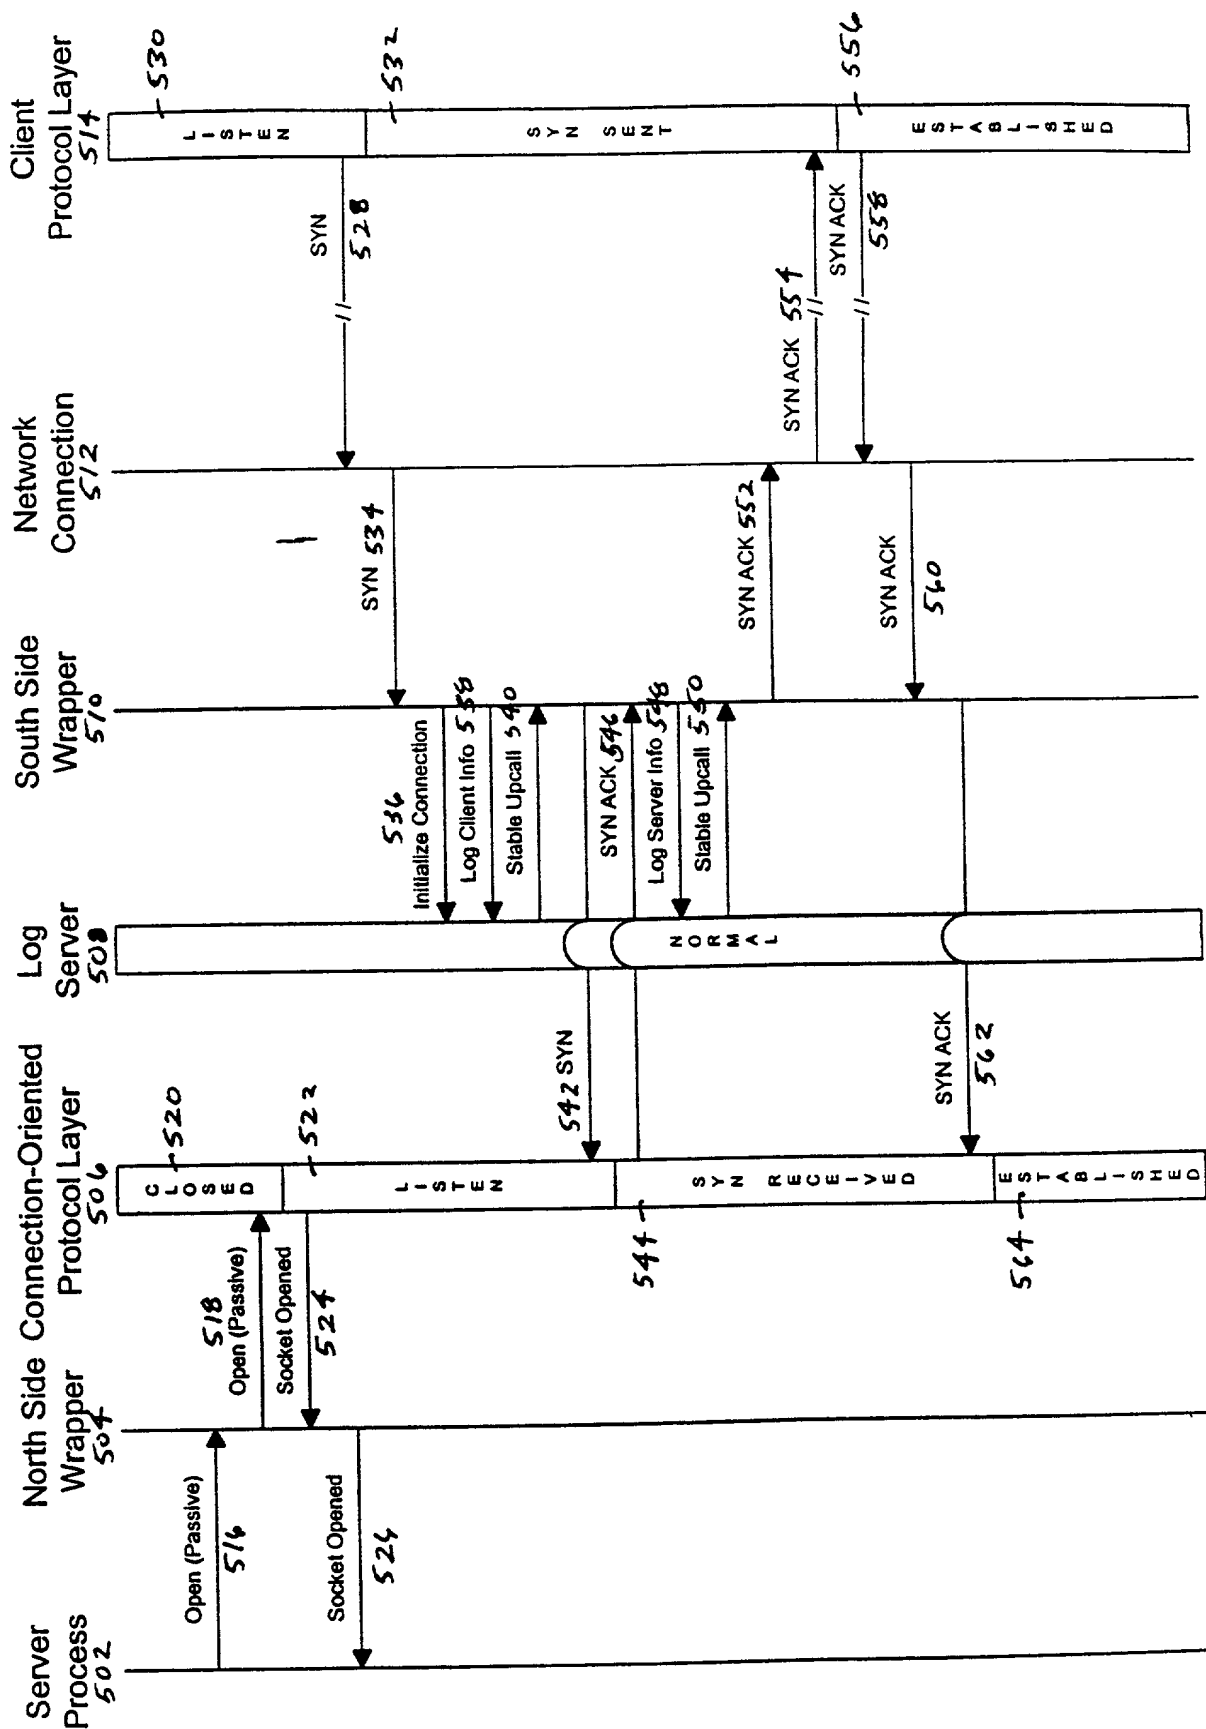 Server
Process
502
North Side
Wrapper
504
Connection-Oriented
Protocol Layer
506
Log
Server
508
South Side
Wrapper
510
Network
Connection
512
Client
Protocol Layer
514
CLOSED
520
LISTEN
530
Open (Passive)
516
518
Open (Passive)
Socket Opened
524
522
LISTEN
Socket Opened
526
SYN
528
532
SYN SENT
SYN 534
536
Initialize Connection
Log Client Info 538
Stable Upcall 540
542 SYN
544
SYN RECEIVED
SYN ACK 546
NORMAL
Log Server Info 548
Stable Upcall 550
SYN ACK 552
SYN ACK 554
556
ESTABLISHED
SYN ACK
558
SYN ACK
560
SYN ACK
562
564
ESTABLISHED